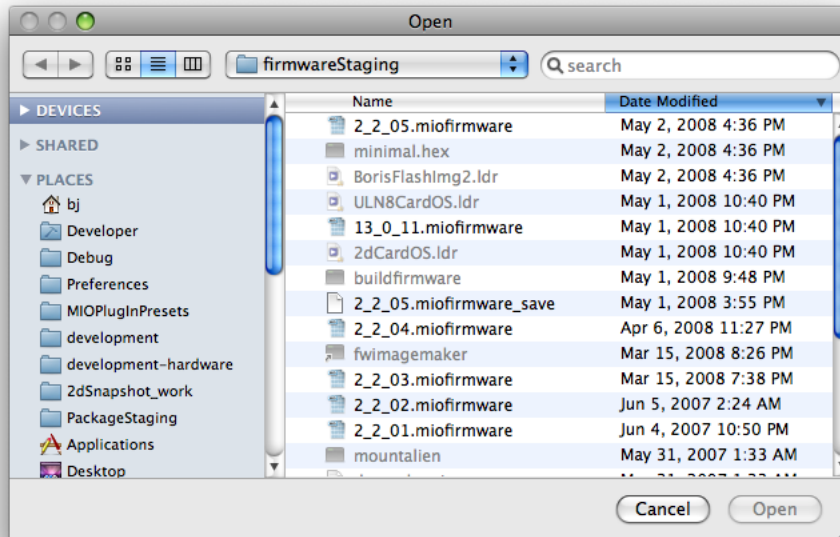 Open
firmwareStaging
search
DEVICES
SHARED
PLACES
bj
Developer
Debug
Preferences
MIOPlugInPresets
development
development-hardware
2dSnapshot_work
PackageStaging
Applications
Desktop
Name Date Modified
2_2_05.miofirmware May 2, 2008 4:36 PM
minimal.hex May 2, 2008 4:36 PM
BorisFlashImg2.ldr May 2, 2008 4:36 PM
ULN8CardOS.ldr May 1, 2008 10:40 PM
13_0_11.miofirmware May 1, 2008 10:40 PM
2dCardOS.ldr May 1, 2008 10:40 PM
buildfirmware May 1, 2008 9:48 PM
2_2_05.miofirmware_save May 1, 2008 3:55 PM
2_2_04.miofirmware Apr 6, 2008 11:27 PM
fwimagemaker Mar 15, 2008 8:26 PM
2_2_03.miofirmware Mar 15, 2008 7:38 PM
2_2_02.miofirmware Jun 5, 2007 2:24 AM
2_2_01.miofirmware Jun 4, 2007 10:50 PM
mountalien May 31, 2007 1:33 AM
Cancel Open